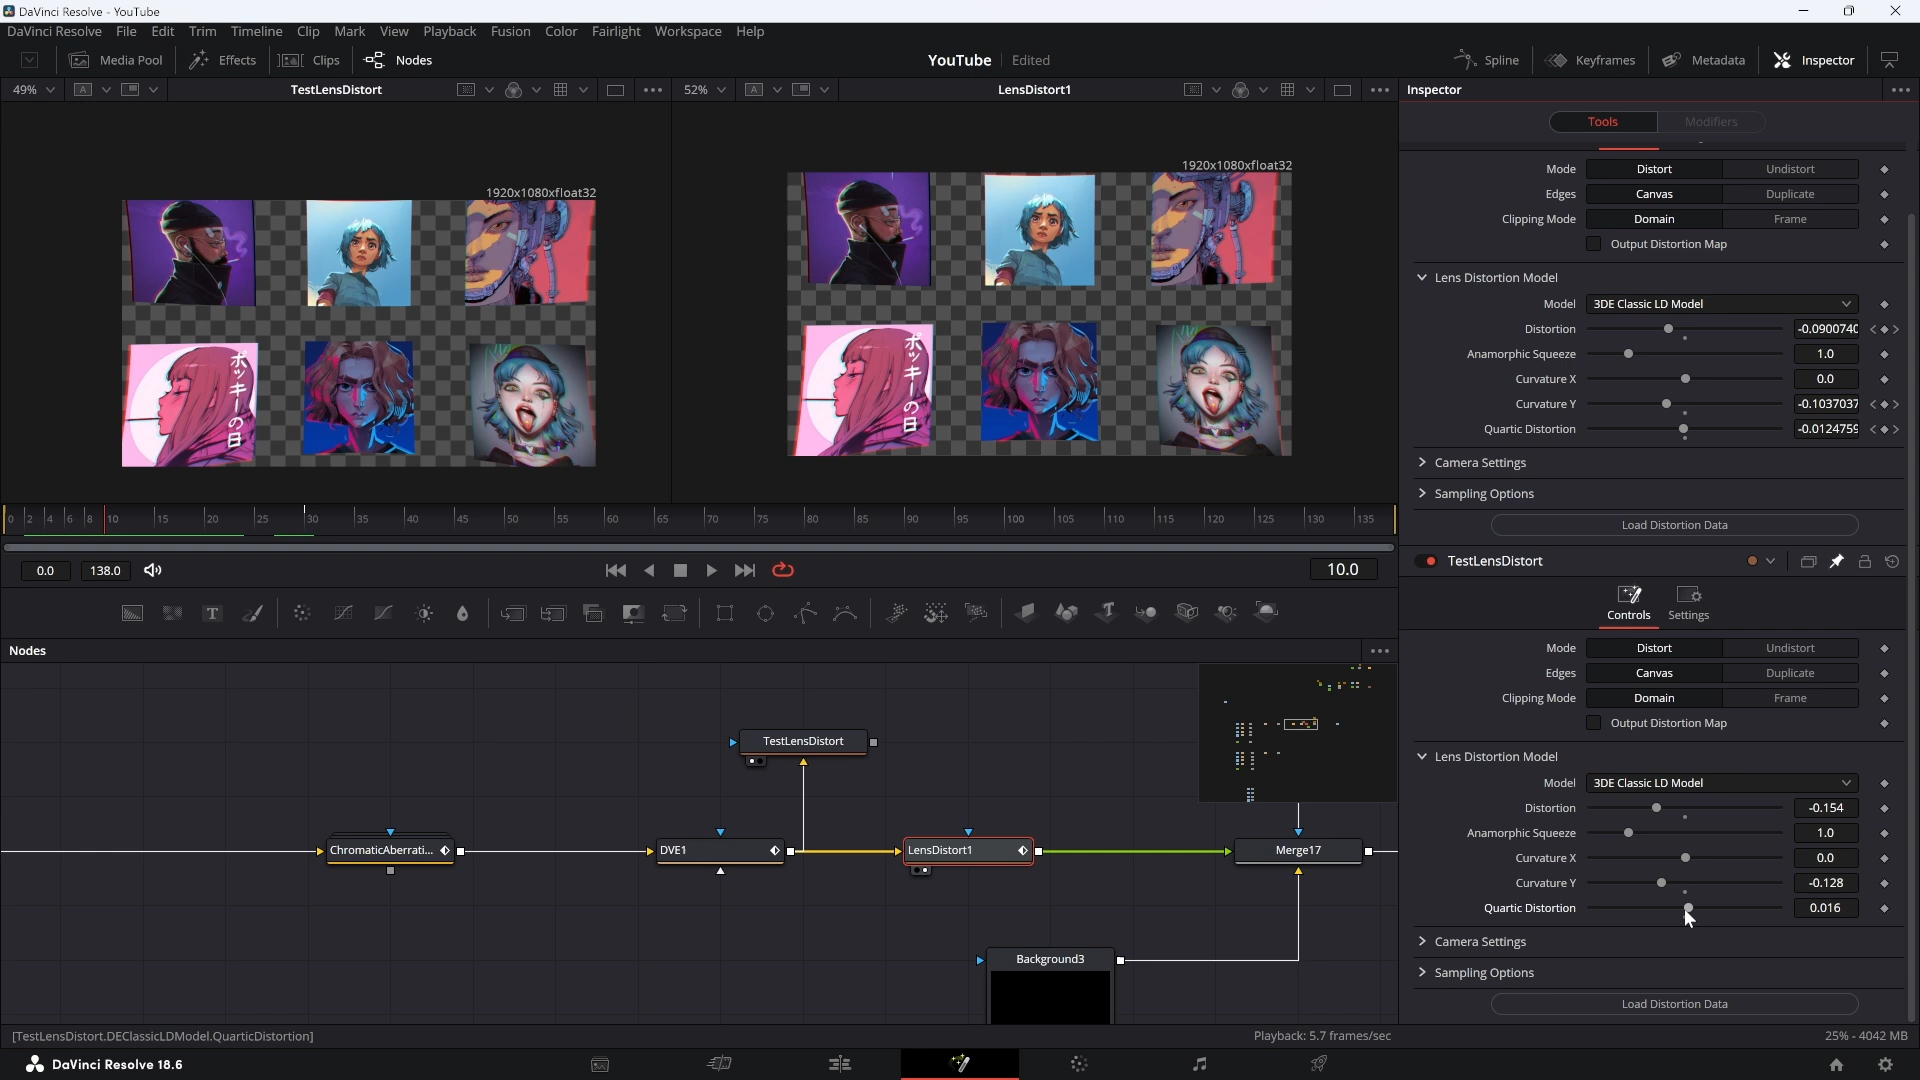 DaVinci Resolve - YouTube
DaVinci Resolve File Edit Trim Timeline Clip Mark View Playback Fusion Color Fairlight Workspace Help
Media Pool Effects Clips Nodes YouTube Edited Spline Keyframes Metadata Inspector
49% A TestLensDistort 52% A LensDistort1 Inspector
Tools Modifiers
1920x1080xfloat32
1920x1080xfloat32
ポッキーの日
ポッキーの日
Mode Distort Undistort
Edges Canvas Duplicate
Clipping Mode Domain Frame
Output Distortion Map
Lens Distortion Model
Model 3DE Classic LD Model
Distortion -0.0900740
Anamorphic Squeeze 1.0
Curvature X 0.0
Curvature Y -0.1037037
Quartic Distortion -0.0124759
Camera Settings
Sampling Options
Load Distortion Data
0 2 4 6 8 10 15 20 25 30 35 40 45 50 55 60 65 70 75 80 85 90 95 100 105 110 115 120 125 130 135
0.0 138.0 10.0
TestLensDistort
Controls Settings
Mode Distort Undistort
Edges Canvas Duplicate
Clipping Mode Domain Frame
Output Distortion Map
Lens Distortion Model
Model 3DE Classic LD Model
Distortion -0.154
Anamorphic Squeeze 1.0
Curvature X 0.0
Curvature Y -0.128
Quartic Distortion 0.016
Camera Settings
Sampling Options
Load Distortion Data
T
Nodes
TestLensDistort
ChromaticAberrati...
DVE1
LensDistort1
Merge17
Background3
[TestLensDistort.DEClassicLDModel.QuarticDistortion] Playback: 5.7 frames/sec 25% - 4042 MB
DaVinci Resolve 18.6